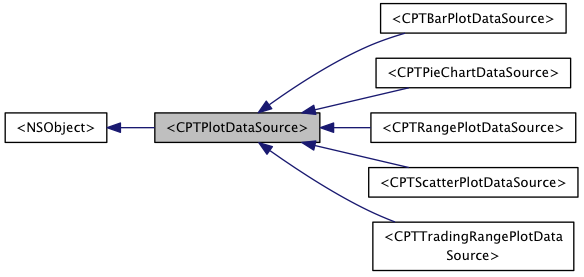 <CPTBarPlotDataSource>
<CPTPieChartDataSource>
<NSObject>
<CPTPlotDataSource>
<CPTRangePlotDataSource>
<CPTScatterPlotDataSource>
<CPTTradingRangePlotData
Source>